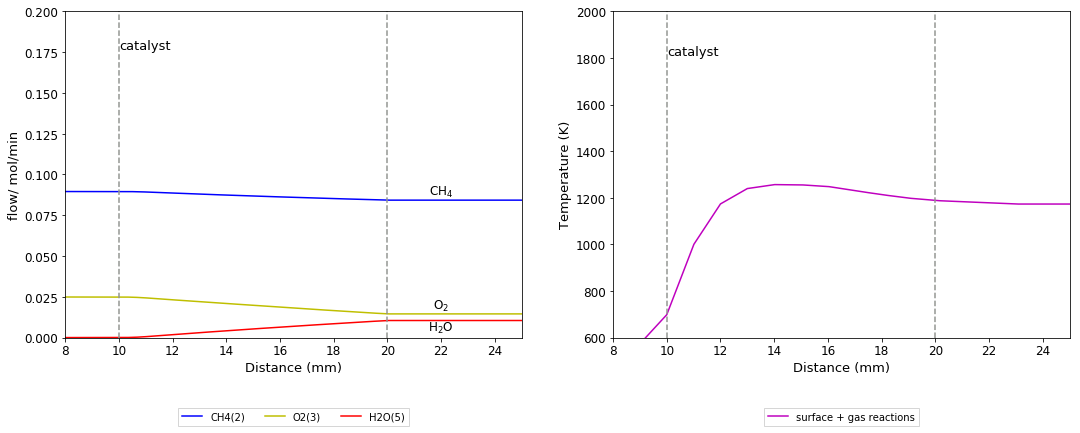 0.200
0.175
0.150
0.125
0.100
0.075
0.050
0.025
0.000
flow/ mol/min
catalyst
CH₄
O₂
H₂O
8 10 12 14 16 18 20 22 24
Distance (mm)
CH4(2) O2(3) H2O(5)
2000
1800
1600
1400
1200
1000
800
600
Temperature (K)
catalyst
8 10 12 14 16 18 20 22 24
Distance (mm)
surface + gas reactions